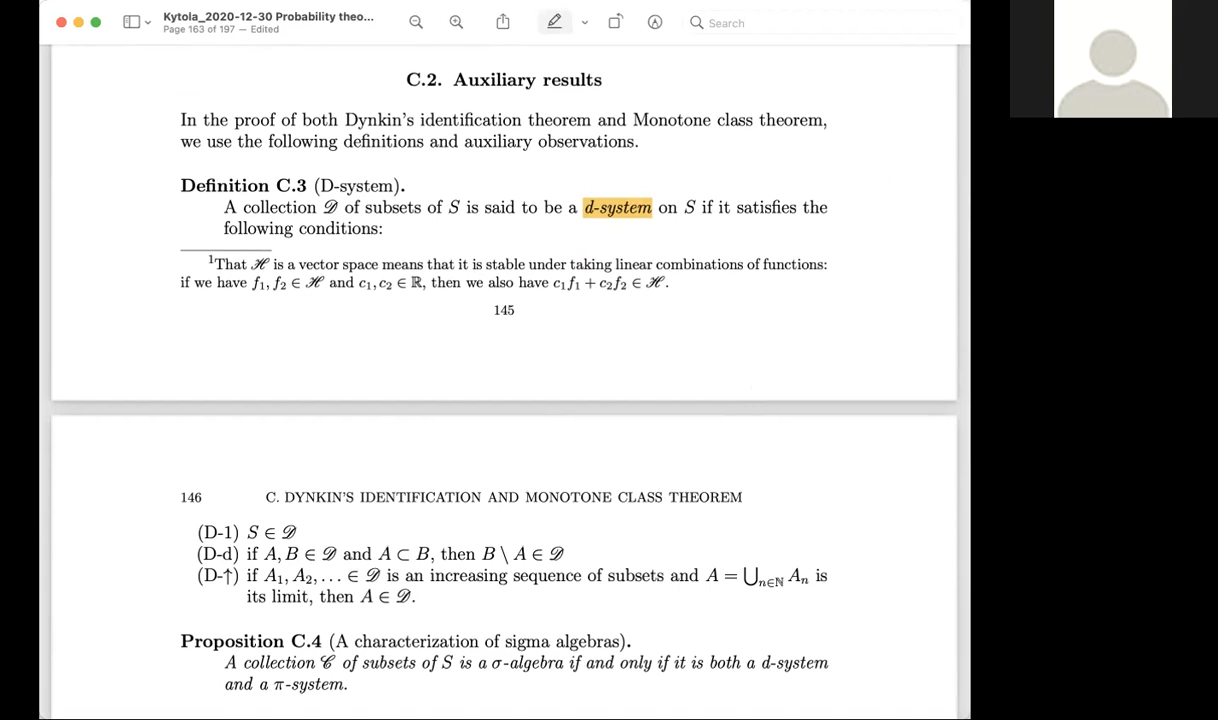 Kytola_2020-12-30 Probability theo...
Page 163 of 197 — Edited
Search
C.2. Auxiliary results
In the proof of both Dynkin's identification theorem and Monotone class theorem,
we use the following definitions and auxiliary observations.
Definition C.3 (D-system).
A collection 𝒟 of subsets of S is said to be a d-system on S if it satisfies the
following conditions:
¹That ℋ is a vector space means that it is stable under taking linear combinations of functions:
if we have f₁, f₂ ∈ ℋ and c₁, c₂ ∈ ℝ, then we also have c₁f₁ + c₂f₂ ∈ ℋ.
145
146 C. DYNKIN'S IDENTIFICATION AND MONOTONE CLASS THEOREM
(D-1) S ∈ 𝒟
(D-d) if A, B ∈ 𝒟 and A ⊂ B, then B \ A ∈ 𝒟
(D-↑) if A₁, A₂, . . . ∈ 𝒟 is an increasing sequence of subsets and A = ⋃ₙ∈ℕ Aₙ is
its limit, then A ∈ 𝒟.
Proposition C.4 (A characterization of sigma algebras).
A collection 𝒞 of subsets of S is a σ-algebra if and only if it is both a d-system
and a π-system.